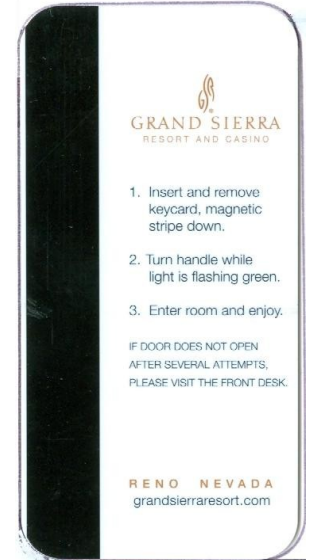 GRAND SIERRA
RESORT AND CASINO
1. Insert and remove
keycard, magnetic
stripe down.
2. Turn handle while
light is flashing green.
3. Enter room and enjoy.
IF DOOR DOES NOT OPEN
AFTER SEVERAL ATTEMPTS,
PLEASE VISIT THE FRONT DESK.
RENO NEVADA
grandsierraresort.com